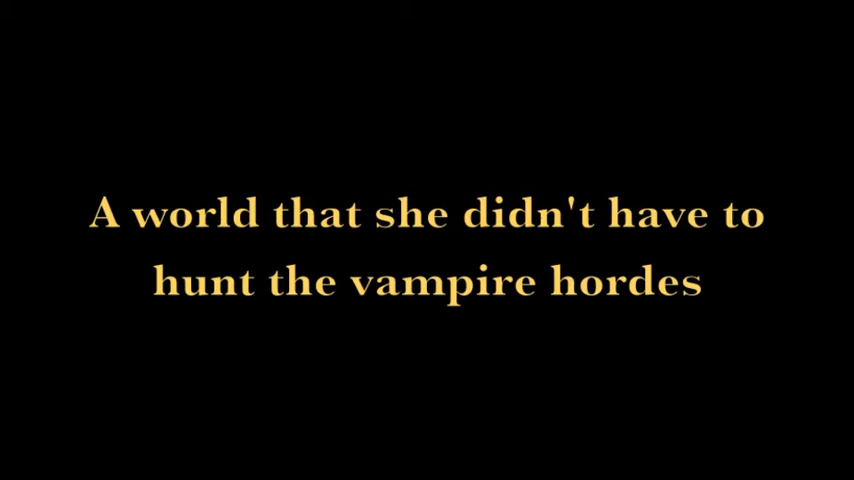 A world that she didn't have to
hunt the vampire hordes